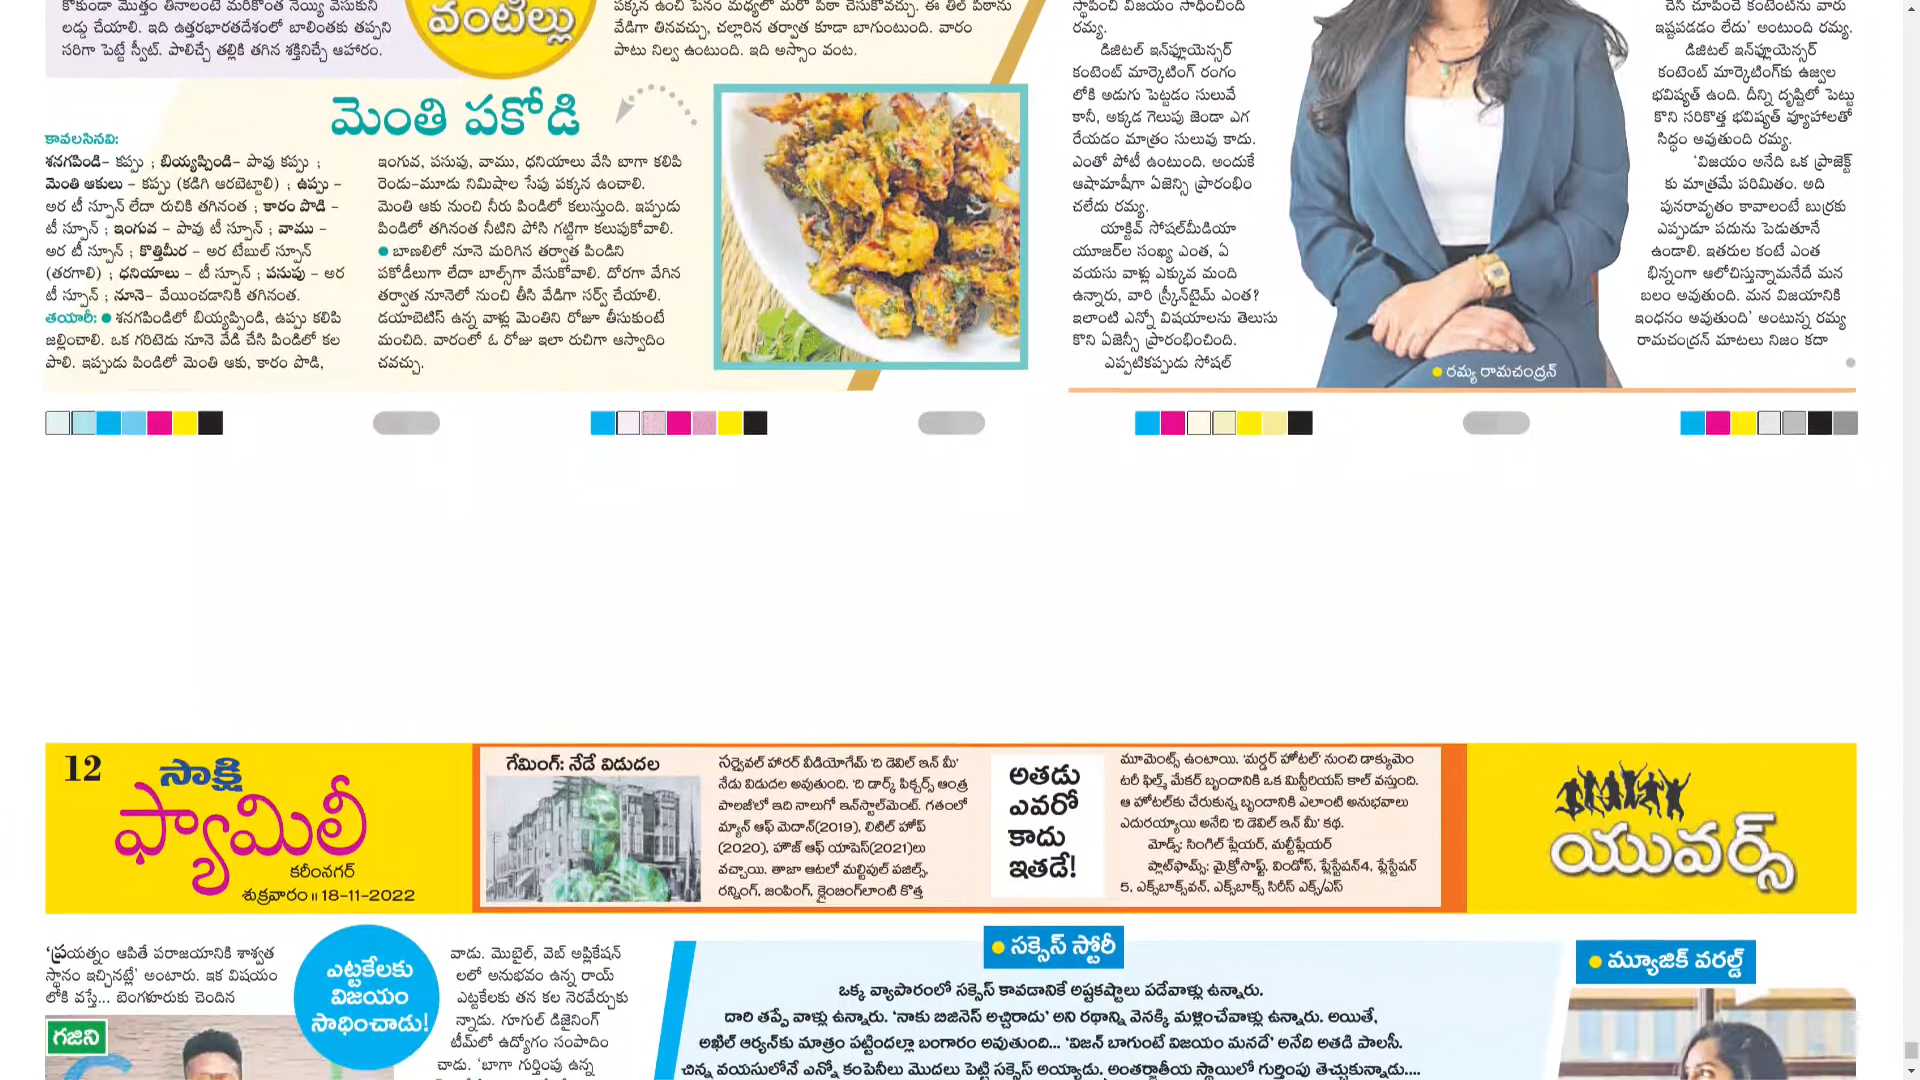 కోకుండా మొత్తం తినాలంటే మరికొంత నెయ్యి వేసుకుని
లడ్డు చేయాలి. ఇది ఉత్తరభారతదేశంలో బాలింతకు తప్పని
సరిగా పెట్టే స్వీట్. పాలిచ్చే తల్లికి తగిన శక్తినిచ్చే ఆహారం.
వంటిల్లు
పక్కన ఉంచి పెనం మధ్యలో మరో పిఠా చేసుకోవచ్చు. ఈ తిల్ పిఠాను
వేడిగా తినవచ్చు, చల్లారిన తర్వాత కూడా బాగుంటుంది. వారం
పాటు నిల్వ ఉంటుంది. ఇది అస్సాం వంట.
మెంతి పకోడి
కావలసినవి:
శనగపిండి– కప్పు ; బియ్యప్పిండి– పావు కప్పు ;
మెంతి ఆకులు – కప్పు (కడిగి ఆరబెట్టాలి) ; ఉప్పు –
అర టీ స్పూన్ లేదా రుచికి తగినంత ; కారం పొడి –
టీ స్పూన్ ; ఇంగువ – పావు టీ స్పూన్ ; వాము –
అర టీ స్పూన్ ; కొత్తిమీర – అర టేబుల్ స్పూన్
(తరగాలి) ; ధనియాలు – టీ స్పూన్ ; పసుపు – అర
టీ స్పూన్ ; నూనె– వేయించడానికి తగినంత.
తయారీ: ● శనగపిండిలో బియ్యప్పిండి, ఉప్పు కలిపి
జల్లించాలి. ఒక గరిటెడు నూనె వేడి చేసి పిండిలో కల
పాలి. ఇప్పుడు పిండిలో మెంతి ఆకు, కారం పొడి,
ఇంగువ, పసుపు, వాము, ధనియాలు వేసి బాగా కలిపి
రెండు–మూడు నిమిషాల సేపు పక్కన ఉంచాలి.
మెంతి ఆకు నుంచి నీరు పిండిలో కలుస్తుంది. ఇప్పుడు
పిండిలో తగినంత నీటిని పోసి గట్టిగా కలుపుకోవాలి.
● బాణలిలో నూనె మరిగిన తర్వాత పిండిని
పకోడీలుగా లేదా బాల్స్‌గా వేసుకోవాలి. దోరగా వేగిన
తర్వాత నూనెలో నుంచి తీసి వేడిగా సర్వ్ చేయాలి.
డయాబెటిస్ ఉన్న వాళ్లు మెంతిని రోజూ తీసుకుంటే
మంచిది. వారంలో ఓ రోజు ఇలా రుచిగా ఆస్వాదిం
చవచ్చు.
స్థాపించి విజయం సాధించింది
రమ్య.
డిజిటల్ ఇన్‌ఫ్లూయెన్సర్
కంటెంట్ మార్కెటింగ్ రంగం
లోకి అడుగు పెట్టడం సులువే
కానీ, అక్కడ గెలుపు జెండా ఎగ
రేయడం మాత్రం సులువు కాదు.
ఎంతో పోటీ ఉంటుంది. అందుకే
ఆషామాషీగా ఏజెన్సి ప్రారంభిం
చలేదు రమ్య.
యాక్టివ్ సోషల్‌మీడియా
యూజర్‌ల సంఖ్య ఎంత, ఏ
వయసు వాళ్లు ఎక్కువ మంది
ఉన్నారు, వారి స్క్రీన్‌టైమ్ ఎంత?
ఇలాంటి ఎన్నో విషయాలను తెలుసు
కొని ఏజెన్సీ ప్రారంభించింది.
ఎప్పటికప్పుడు సోషల్
● రమ్య రామచంద్రన్
చేసి చూపించే కంటెంట్‌ను వారు
ఇష్టపడడం లేదు’ అంటుంది రమ్య.
డిజిటల్ ఇన్‌ఫ్లూయెన్సర్
కంటెంట్ మార్కెటింగ్‌కు ఉజ్వల
భవిష్యత్ ఉంది. దీన్ని దృష్టిలో పెట్టు
కొని సరికొత్త భవిష్యత్ వ్యూహాలతో
సిద్ధం అవుతుంది రమ్య.
‘విజయం అనేది ఒక ప్రాజెక్ట్
కు మాత్రమే పరిమితం. అది
పునరావృతం కావాలంటే బుర్రకు
ఎప్పుడూ పదును పెడుతూనే
ఉండాలి. ఇతరుల కంటే ఎంత
భిన్నంగా ఆలోచిస్తున్నామనేదే మన
బలం అవుతుంది. మన విజయానికి
ఇంధనం అవుతుంది’ అంటున్న రమ్య
రామచంద్రన్ మాటలు నిజం కదా
12
సాక్షి
ఫ్యామిలీ
కరీంనగర్
శుక్రవారం ॥ 18–11–2022
గేమింగ్: నేడే విడుదల
సర్వైవల్ హారర్ వీడియోగేమ్ ‘ది డెవిల్ ఇన్ మీ’
నేడు విడుదల అవుతుంది. ‘ది డార్క్ పిక్చర్స్ ఆంత్ర
పాలజీ’లో ఇది నాలుగో ఇన్‌స్టాల్‌మెంట్. గతంలో
మ్యాన్ ఆఫ్ మెడాన్(2019), లిటిల్ హోప్
(2020), హౌజ్ ఆఫ్ యాషెస్(2021)లు
వచ్చాయి. తాజా ఆటలో మల్టిపుల్ పజిల్స్,
రన్నింగ్, జంపింగ్, క్లైంబింగ్‌లాంటి కొత్త
అతడు
ఎవరో
కాదు
ఇతడే!
మూమెంట్స్ ఉంటాయి. ‘మర్డర్ హోటల్’ నుంచి డాక్యుమెం
టరీ ఫిల్మ్ మేకర్ బృందానికి ఒక మిస్టీరియస్ కాల్ వస్తుంది.
ఆ హోటల్‌కు చేరుకున్న బృందానికి ఎలాంటి అనుభవాలు
ఎదురయ్యాయి అనేది ‘ది డెవిల్ ఇన్ మీ’ కథ.
మోడ్స్: సింగిల్ ప్లేయర్, మల్టీప్లేయర్
ప్లాట్‌ఫామ్స్: మైక్రోసాఫ్ట్, విండోస్, ప్లేస్టేషన్4, ప్లేస్టేషన్
5, ఎక్స్‌బాక్స్‌వన్, ఎక్స్‌బాక్స్ సిరీస్ ఎక్స్/ఎస్
యువర్స్
‘ప్రయత్నం ఆపితే పరాజయానికి శాశ్వత
స్థానం ఇచ్చినట్లే’ అంటారు. ఇక విషయం
లోకి వస్తే... బెంగళూరుకు చెందిన
గజిని
ఎట్టకేలకు
విజయం
సాధించాడు!
వాడు. మొబైల్, వెబ్ అప్లికేషన్
లలో అనుభవం ఉన్న రాయ్
ఎట్టకేలకు తన కల నెరవేర్చుకు
న్నాడు. గూగుల్ డిజైనింగ్
టీమ్‌లో ఉద్యోగం సంపాదిం
చాడు. ‘బాగా గుర్తింపు ఉన్న
● సక్సెస్ స్టోరీ
ఒక్క వ్యాపారంలో సక్సెస్ కావడానికే అష్టకష్టాలు పడేవాళ్లు ఉన్నారు.
దారి తప్పే వాళ్లు ఉన్నారు. ‘నాకు బిజినెస్ అచ్చిరాదు’ అని రథాన్ని వెనక్కి మళ్లించేవాళ్లు ఉన్నారు. అయితే,
అఖిల్ ఆర్యన్‌కు మాత్రం పట్టిందల్లా బంగారం అవుతుంది... ‘విజన్ బాగుంటే విజయం మనదే’ అనేది అతడి పాలసీ.
చిన్న వయసులోనే ఎన్నో కంపెనీలు మొదలు పెట్టి సక్సెస్ అయ్యాడు. అంతర్జాతీయ స్థాయిలో గుర్తింపు తెచ్చుకున్నాడు....
● మ్యూజిక్ వరల్డ్